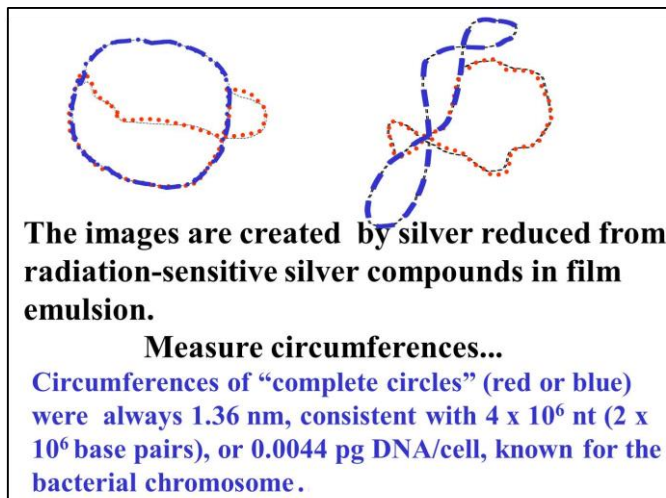 The images are created by silver reduced from
radiation-sensitive silver compounds in film
emulsion.
Measure circumferences...
Circumferences of “complete circles” (red or blue)
were always 1.36 nm, consistent with 4 x 10⁶ nt (2 x
10⁶ base pairs), or 0.0044 pg DNA/cell, known for the
bacterial chromosome.